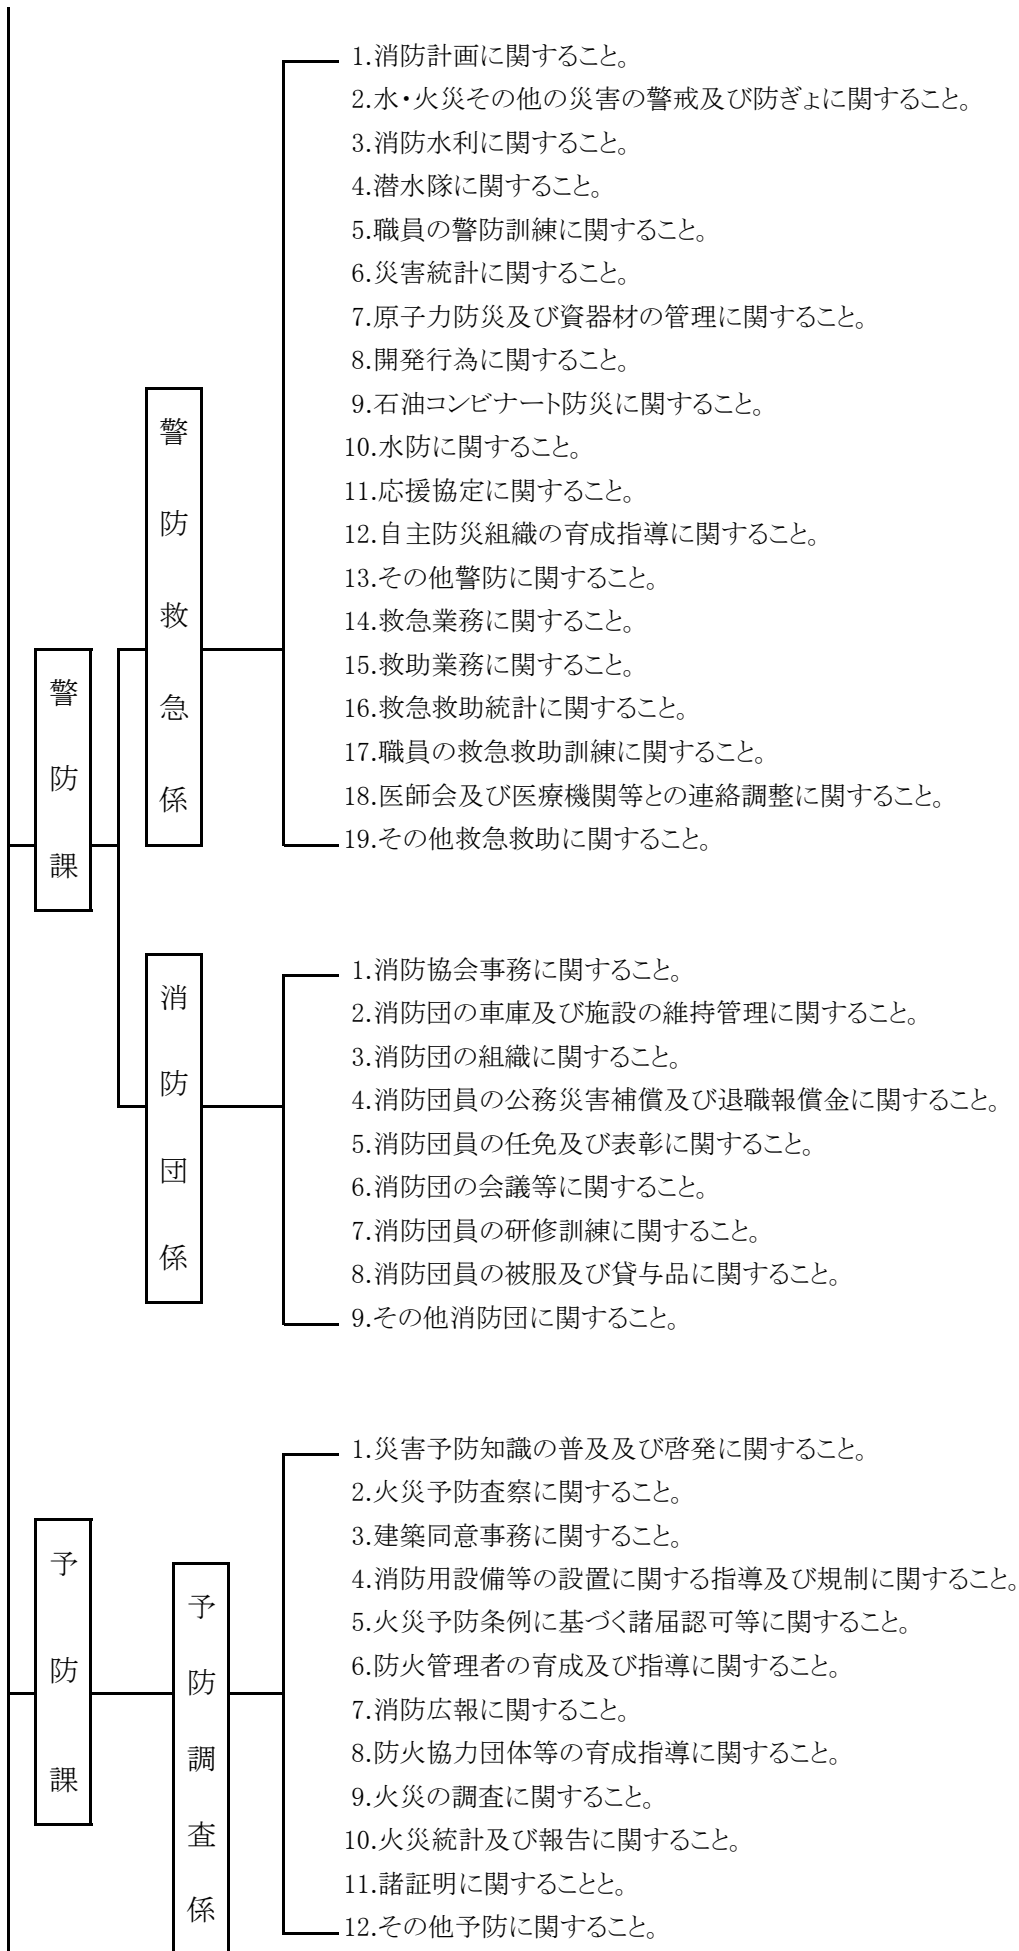 警防課
警防救急係
1.消防計画に関すること。
2.水・火災その他の災害の警戒及び防ぎょに関すること。
3.消防水利に関すること。
4.潜水隊に関すること。
5.職員の警防訓練に関すること。
6.災害統計に関すること。
7.原子力防災及び資器材の管理に関すること。
8.開発行為に関すること。
9.石油コンビナート防災に関すること。
10.水防に関すること。
11.応援協定に関すること。
12.自主防災組織の育成指導に関すること。
13.その他警防に関すること。
14.救急業務に関すること。
15.救助業務に関すること。
16.救急救助統計に関すること。
17.職員の救急救助訓練に関すること。
18.医師会及び医療機関等との連絡調整に関すること。
19.その他救急救助に関すること。
消防団係
1.消防協会事務に関すること。
2.消防団の車庫及び施設の維持管理に関すること。
3.消防団の組織に関すること。
4.消防団員の公務災害補償及び退職報償金に関すること。
5.消防団員の任免及び表彰に関すること。
6.消防団の会議等に関すること。
7.消防団員の研修訓練に関すること。
8.消防団員の被服及び貸与品に関すること。
9.その他消防団に関すること。
予防課
予防調査係
1.災害予防知識の普及及び啓発に関すること。
2.火災予防査察に関すること。
3.建築同意事務に関すること。
4.消防用設備等の設置に関する指導及び規制に関すること。
5.火災予防条例に基づく諸届認可等に関すること。
6.防火管理者の育成及び指導に関すること。
7.消防広報に関すること。
8.防火協力団体等の育成指導に関すること。
9.火災の調査に関すること。
10.火災統計及び報告に関すること。
11.諸証明に関することと。
12.その他予防に関すること。